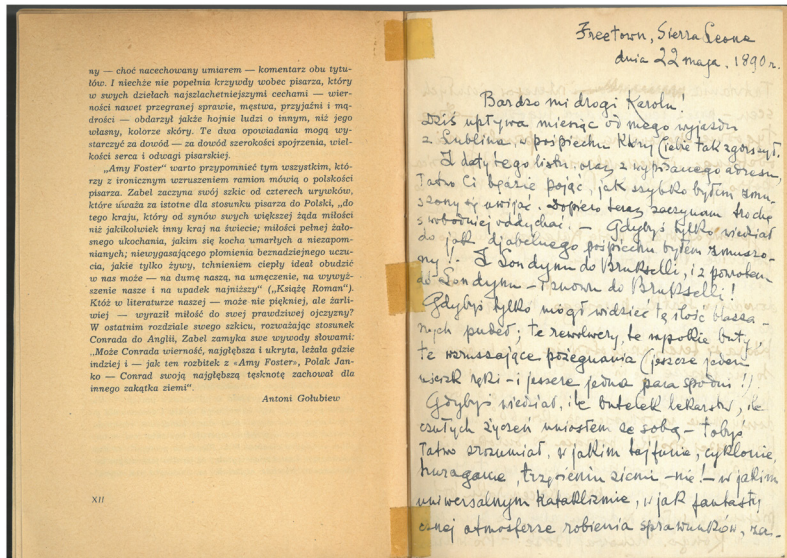 ny — choć nacechowany umiarem — komentarz obu tytu-
łów. I niechże nie popełnia krzywdy wobec pisarza, który
w swych dziełach najszlachetniejszymi cechami — wier-
ności nawet przegranej sprawie, męstwa, przyjaźni i mą-
drości — obdarzył jakże hojnie ludzi o innym, niż jego
własny, kolorze skóry. Te dwa opowiadania mogą wy-
starczyć za dowód — za dowód szerokości spojrzenia, wiel-
kości serca i odwagi pisarskiej.
„Amy Foster” warto przypomnieć tym wszystkim, któ-
rzy z ironicznym wzruszeniem ramion mówią o polskości
pisarza. Zabel zaczyna swój szkic od czterech urywków,
które uważa za istotne dla stosunku pisarza do Polski, „do
tego kraju, który od synów swych większej żąda miłości
niż jakikolwiek inny kraj na świecie; miłości pełnej żało-
snego ukochania, jakim się kocha umarłych a niezapom-
nianych; niewygasającego płomienia beznadziejnego uczu-
cia, jakie tylko żywy, tchnieniem ciepły ideał obudzić
w nas może — na dumę naszą, na umęczenie, na wywyż-
szenie nasze i na upadek najniższy” („Książę Roman”).
Któż w literaturze naszej — może nie piękniej, ale żarli-
wiej — wyraził miłość do swej prawdziwej ojczyzny?
W ostatnim rozdziale swego szkicu, rozważając stosunek
Conrada do Anglii, Zabel zamyka swe wywody słowami:
„Może Conrada wierność, najgłębsza i ukryta, leżała gdzie
indziej i — jak ten rozbitek z «Amy Foster», Polak Jan-
ko — Conrad swoją najgłębszą tęsknotę zachował dla
innego zakątka ziemi”.
Antoni Gołubiew
XII
Freetown, Sierra Leona
dnia 22 maja. 1890 r.
Bardzo mi drogi Karolu!
Dziś upływa miesiąc od mego wyjazdu
z Lublina w pośpiechu który Ciebie tak zgorszył.
Z daty tego listu, oraz z wypisanego adresu,
łatwo Ci będzie pojąć, jak szybko byłem zmu-
szony się uwijać. Dopiero teraz zaczynam trochę
swobodniej oddychać. — Gdybyś tylko wiedział
do jak djabelnego pośpiechu byłem zmuszo-
ny! — Z Londynu do Brukselli, i z powrotem
do Londynu — I znowu do Brukselli!
Gdybyś tylko mógł widzieć tą ilość blasza-
nych pudeł; te rewolwery, te wysokie buty,
te wzruszające pożegnania (jeszcze jeden
uścisk ręki — i jeszcze jedna para spodni!).
Gdybyś wiedział, ile butelek lekarstw, ile
czułych życzeń uniosłem ze sobą — tobyś
łatwo zrozumiał, w jakim tajfunie, cyklonie,
huraganie, trzęsieniu ziemi — nie! — w jakim
uniwersalnym kataklizmie, w jak fantasty
cznej atmosferze robienia sprawunków, za-